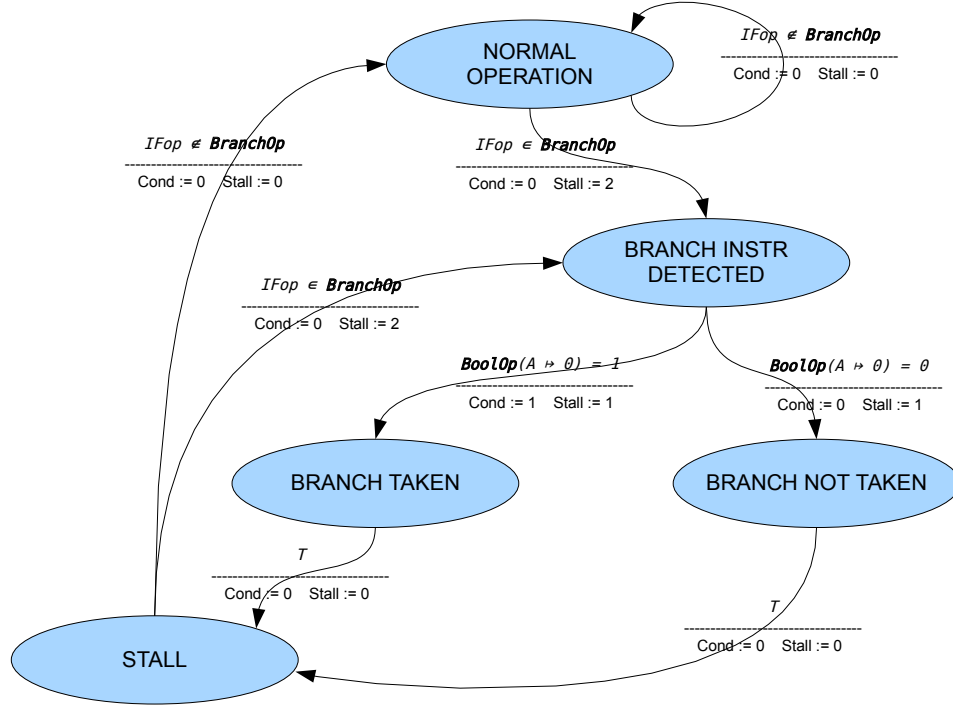 NORMAL
OPERATION
IFop ∉ BranchOp
Cond := 0 Stall := 0
IFop ∉ BranchOp
Cond := 0 Stall := 0
IFop ∈ BranchOp
Cond := 0 Stall := 2
BRANCH INSTR
DETECTED
IFop ∈ BranchOp
Cond := 0 Stall := 2
BoolOp(A ↦ 0) = 1
Cond := 1 Stall := 1
BoolOp(A ↦ 0) = 0
Cond := 0 Stall := 1
BRANCH TAKEN
BRANCH NOT TAKEN
T
Cond := 0 Stall := 0
T
Cond := 0 Stall := 0
STALL